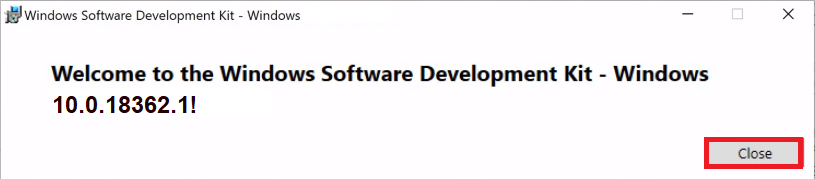 Windows Software Development Kit - Windows
Welcome to the Windows Software Development Kit - Windows
10.0.18362.1!
Close